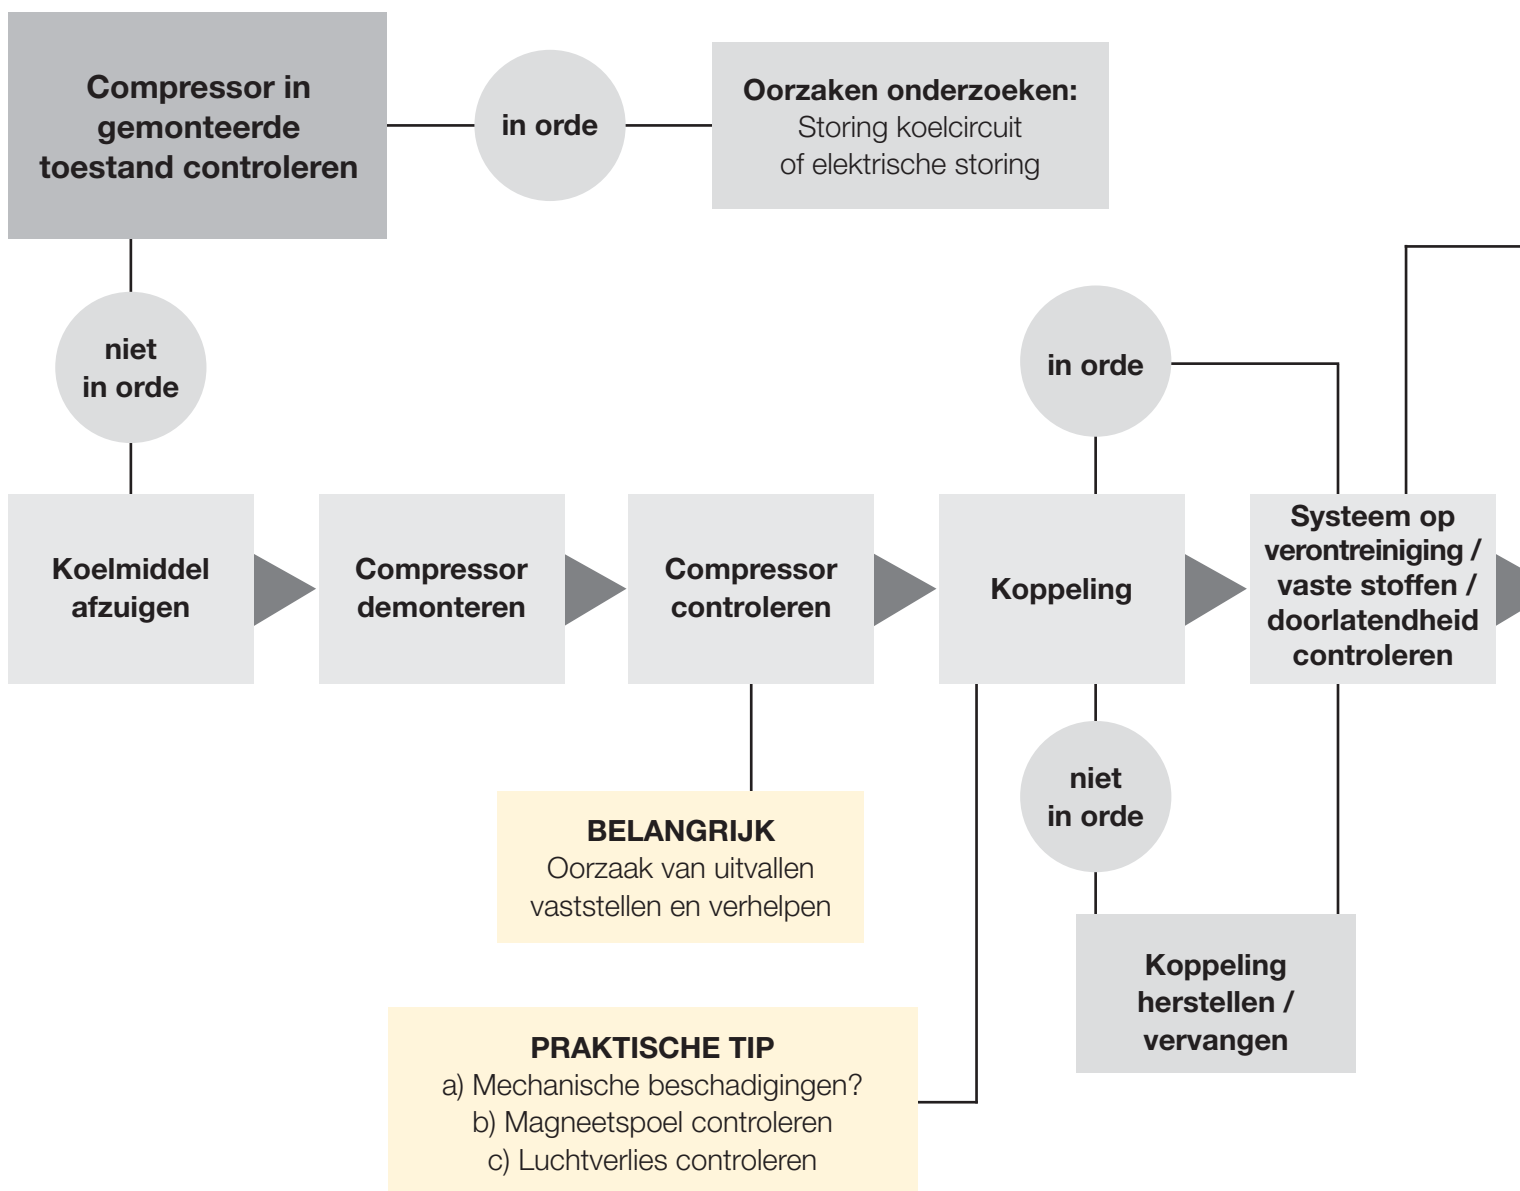 Compressor in
gemonteerde
toestand controleren
in orde
Oorzaken onderzoeken:
Storing koelcircuit
of elektrische storing
niet
in orde
in orde
Koelmiddel
afzuigen
Compressor
demonteren
Compressor
controleren
Koppeling
Systeem op
verontreiniging /
vaste stoffen /
doorlatendheid
controleren
niet
in orde
BELANGRIJK
Oorzaak van uitvallen
vaststellen en verhelpen
Koppeling
herstellen /
vervangen
PRAKTISCHE TIP
a) Mechanische beschadigingen?
b) Magneetspoel controleren
c) Luchtverlies controleren